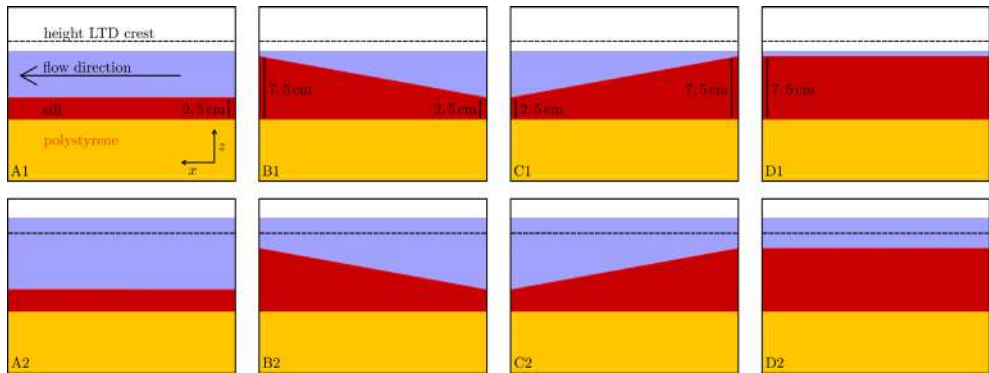 height LTD crest
flow direction
sill
2,5 cm
polystyrene
z
x
A1
7,5 cm
2,5 cm
B1
7,5 cm
2,5 cm
C1
7,5 cm
D1
A2
B2
C2
D2